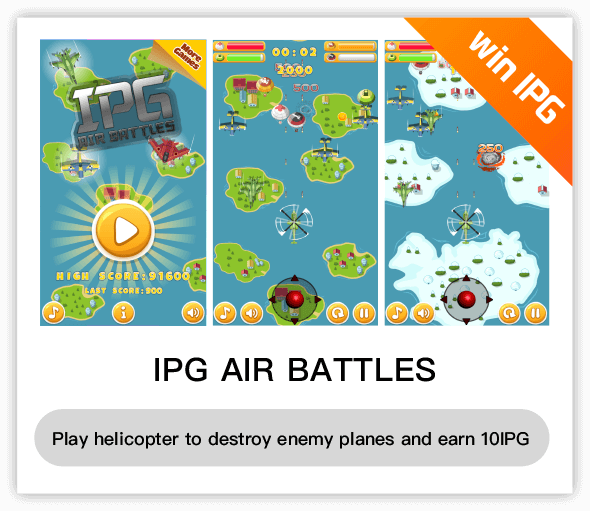 More
Games
IPG
AIR BATTLES
HIGH SCORE:91600
LAST SCORE:900
i
00:02
2000
500
250
win IPG
IPG AIR BATTLES
Play helicopter to destroy enemy planes and earn 10IPG